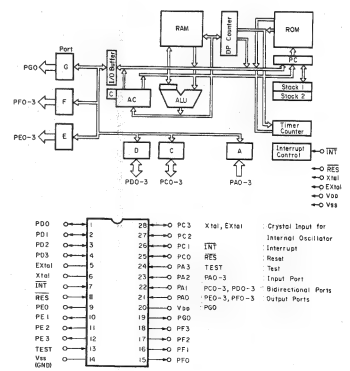 RAM
DP Counter
ROM
Port
I/O Buffer
PG0
G
PC
C
AC
ALU
Stack 1
Stack 2
PF0-3
F
Timer
Counter
PE0-3
E
D
C
A
Interrupt
Control
INT
RES
Xtal
EXtal
VDD
Vss
PD0-3
PC0-3
PA0-3
PD0 1 28 PC3
PD1 2 27 PC2
PD2 3 26 PC1
PD3 4 25 PC0
EXtal 5 24 PA3
Xtal 6 23 PA2
INT 7 22 PA1
RES 8 21 PA0
PE0 9 20 VDD
PE1 10 19 PG0
PE2 11 18 PF3
PE3 12 17 PF2
TEST 13 16 PF1
Vss 14 15 PF0
(GND)
Xtal, EXtal : Crystal Input for
Internal Oscillator
INT : Interrupt
RES : Reset
TEST : Test
PA0-3 : Input Port
PC0-3, PD0-3 : Bidirectional Ports
PE0-3, PF0-3 : Output Ports
PG0